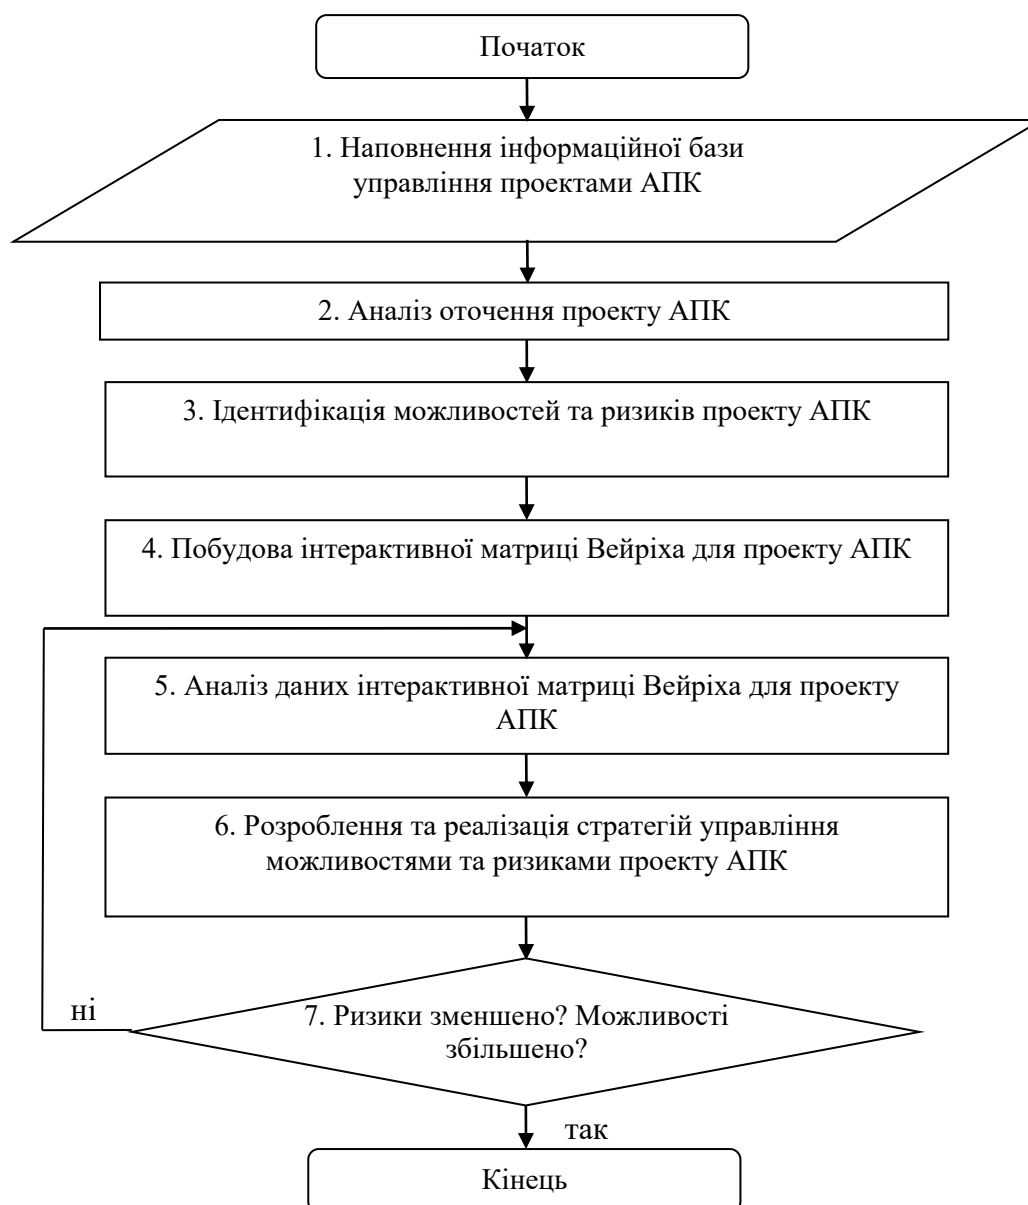 Початок
1. Наповнення інформаційної бази
управління проектами АПК
2. Аналіз оточення проекту АПК
3. Ідентифікація можливостей та ризиків проекту АПК
4. Побудова інтерактивної матриці Вейріха для проекту АПК
5. Аналіз даних інтерактивної матриці Вейріха для проекту
АПК
6. Розроблення та реалізація стратегій управління
можливостями та ризиками проекту АПК
ні
7. Ризики зменшено? Можливості
збільшено?
так
Кінець